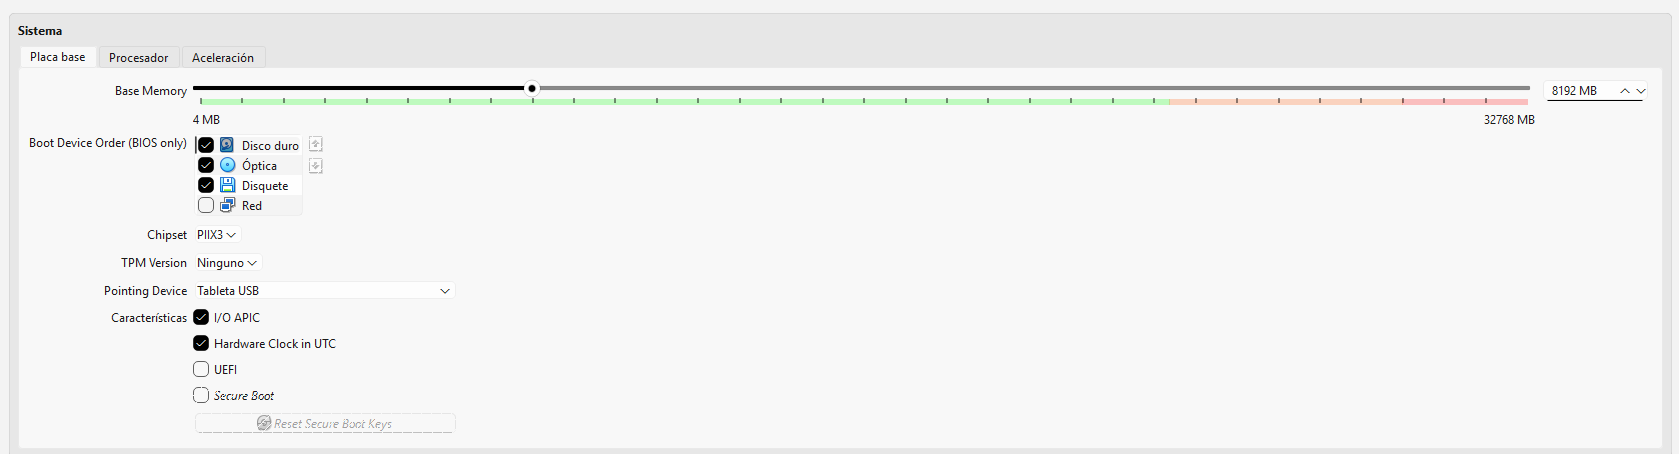 Sistema
Placa base Procesador Aceleración
Base Memory 8192 MB
4 MB 32768 MB
Boot Device Order (BIOS only) Disco duro
Óptica
Disquete
Red
Chipset PIIX3
TPM Version Ninguno
Pointing Device Tableta USB
Características I/O APIC
Hardware Clock in UTC
UEFI
Secure Boot
Reset Secure Boot Keys